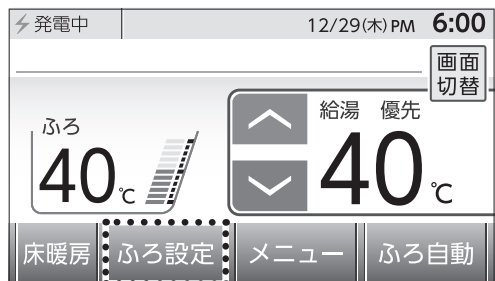 発電中 12/29(木)PM 6:00
画面
切替
給湯 優先
ふろ
40℃ 40℃
床暖房 ふろ設定 メニュー ふろ自動